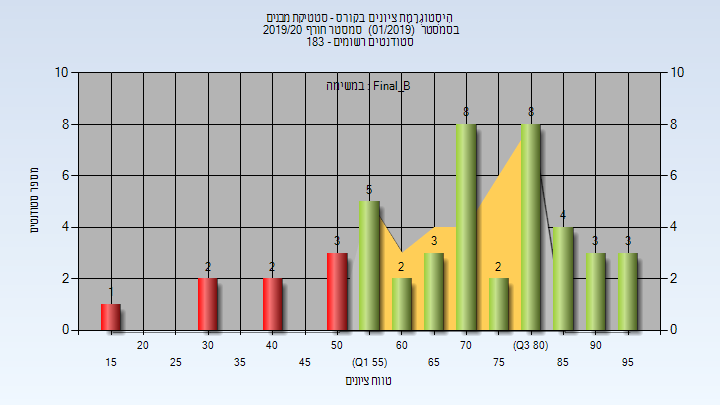 היסטוגרמת ציונים בקורס - סטטיקת מבנים
בסמסטר (01/2019) סמסטר חורף 2019/20
סטודנטים רשומים - 183
במשימה : Final_B
מספר סטודנטים
10 10
8 8
6 6
4 4
2 2
0 0
1 2 2 3 5 2 3 8 2 8 4 3 3
20 30 40 50 60 70 (Q3 80) 90
15 25 35 45 (Q1 55) 65 75 85 95
טווח ציונים